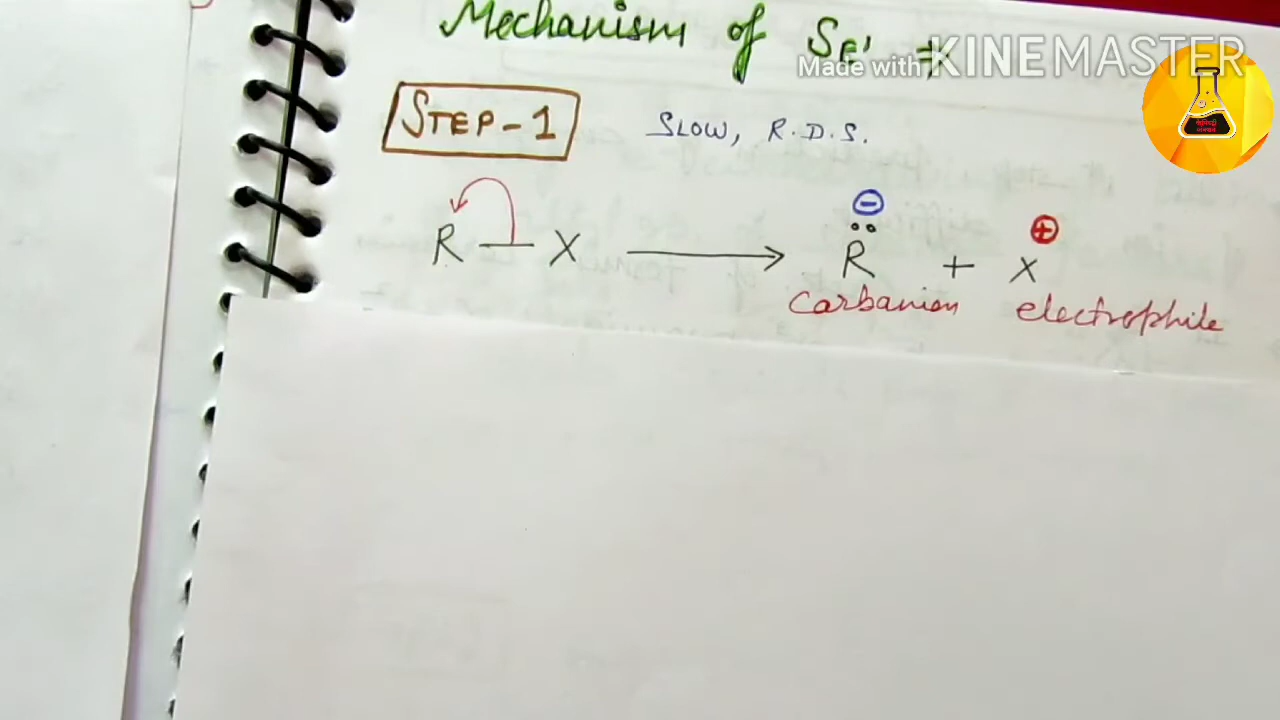 Mechanism of SE' ⇒
Made with KINEMASTER
STEP-1 SLOW, R.D.S.
R — X ⟶ R̈ ⊖ + X ⊕
carbanion electrophile